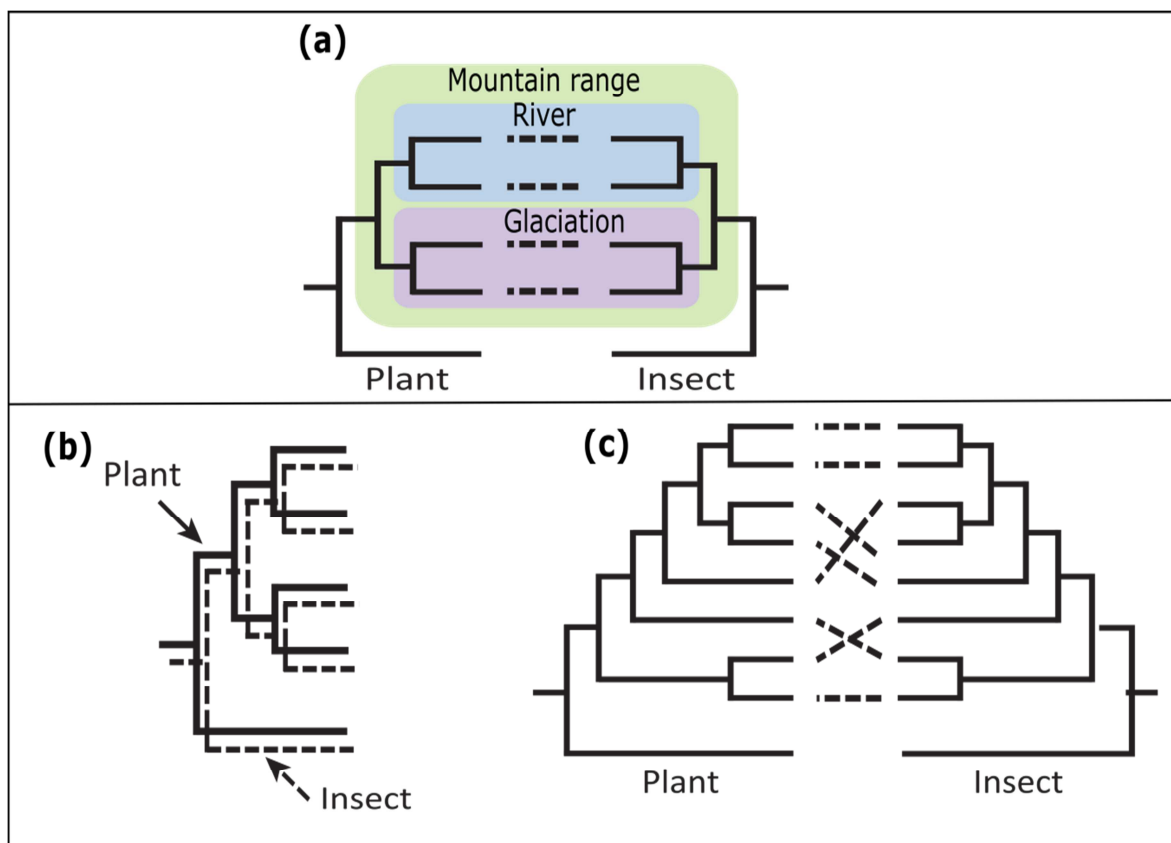 (a)
Mountain range
River
Glaciation
Plant
Insect
(b)
Plant
Insect
(c)
Plant
Insect